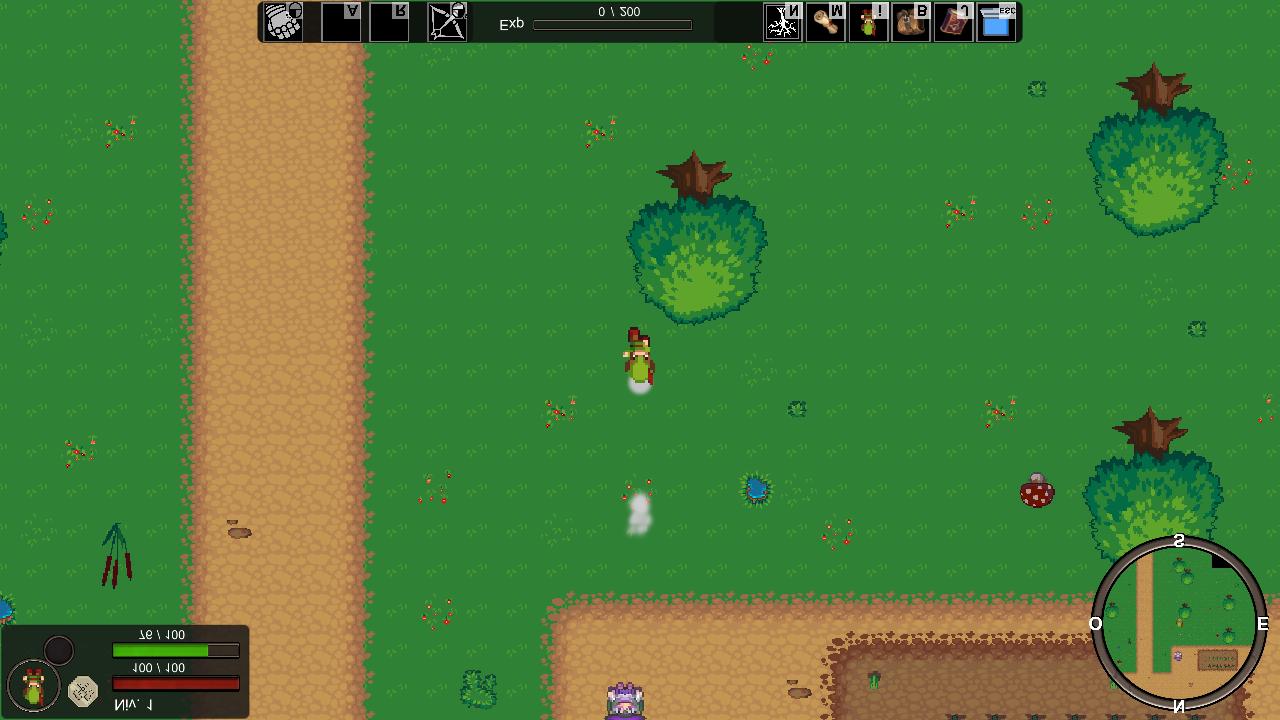 A R N M i B J ESC
0 / 200
Exp
S
O E
N
76 / 100
100 / 100
Niv. 1